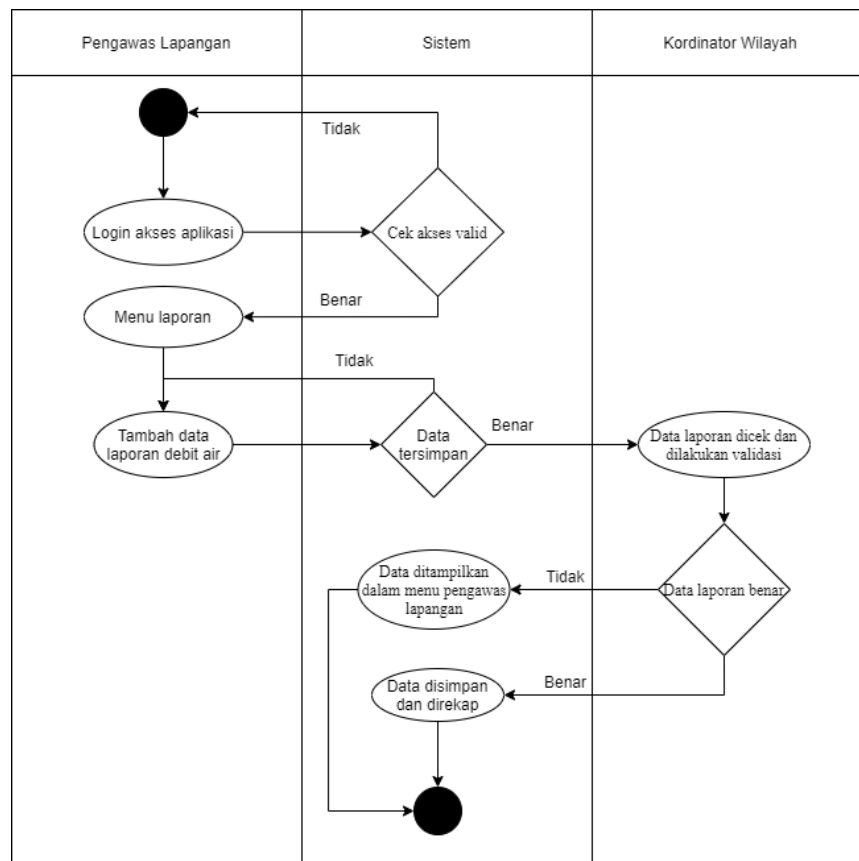 Pengawas Lapangan
Sistem
Kordinator Wilayah
Tidak
Login akses aplikasi
Cek akses valid
Benar
Menu laporan
Tidak
Tambah data
laporan debit air
Data
tersimpan
Benar
Data laporan dicek dan
dilakukan validasi
Data ditampilkan
dalam menu pengawas
lapangan
Tidak
Data laporan benar
Data disimpan
dan direkap
Benar